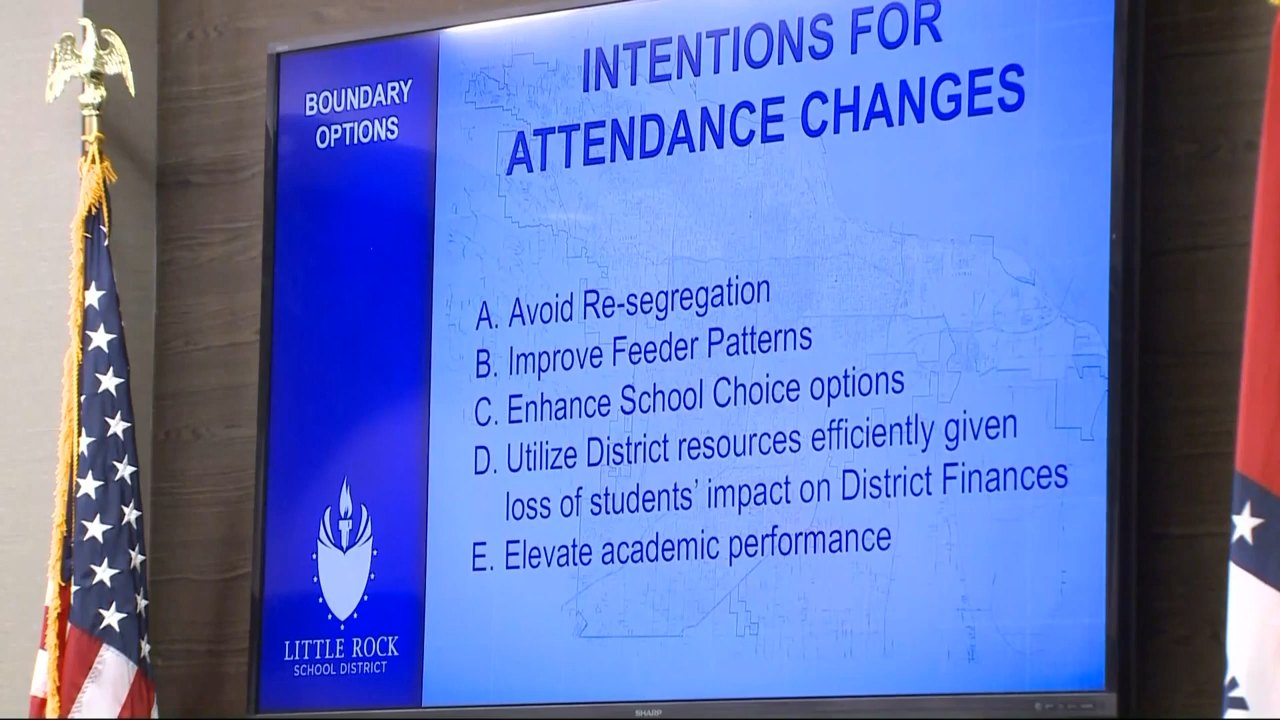 BOUNDARY
OPTIONS
INTENTIONS FOR
ATTENDANCE CHANGES
A. Avoid Re-segregation
B. Improve Feeder Patterns
C. Enhance School Choice options
D. Utilize District resources efficiently given
loss of students' impact on District Finances
E. Elevate academic performance
LITTLE ROCK
SCHOOL DISTRICT
SHARP